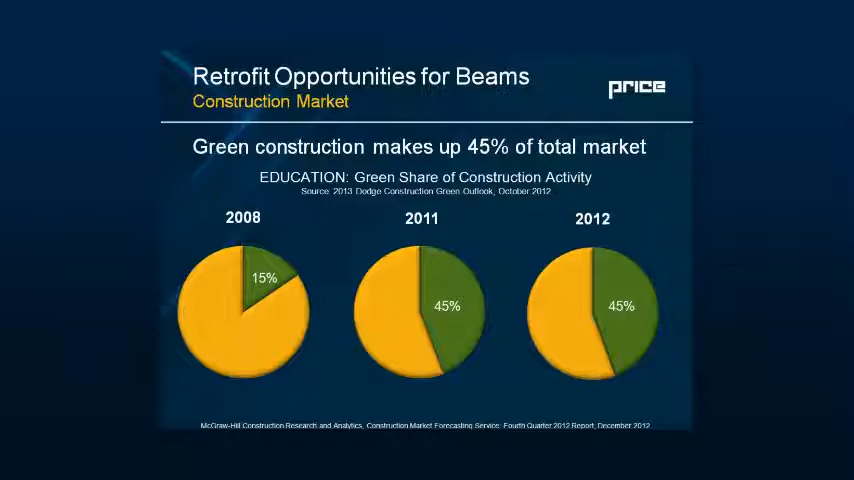 Retrofit Opportunities for Beams
price
Construction Market
Green construction makes up 45% of total market
EDUCATION: Green Share of Construction Activity
Source: 2013 Dodge Construction Green Outlook, October 2012
2008
2011
2012
15%
45%
45%
McGraw-Hill Construction Research and Analytics, Construction Market Forecasting Service: Fourth Quarter 2012 Report, December 2012